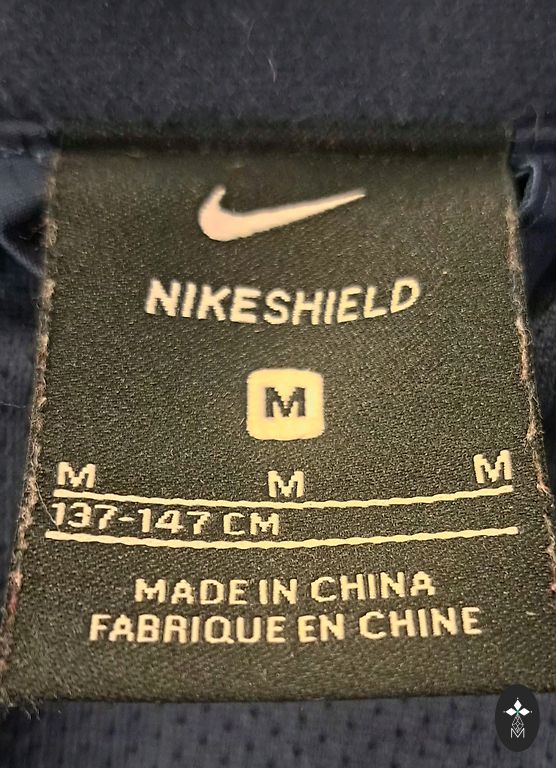 NIKESHIELD
M
M M M
137-147 CM
MADE IN CHINA
FABRIQUE EN CHINE
M